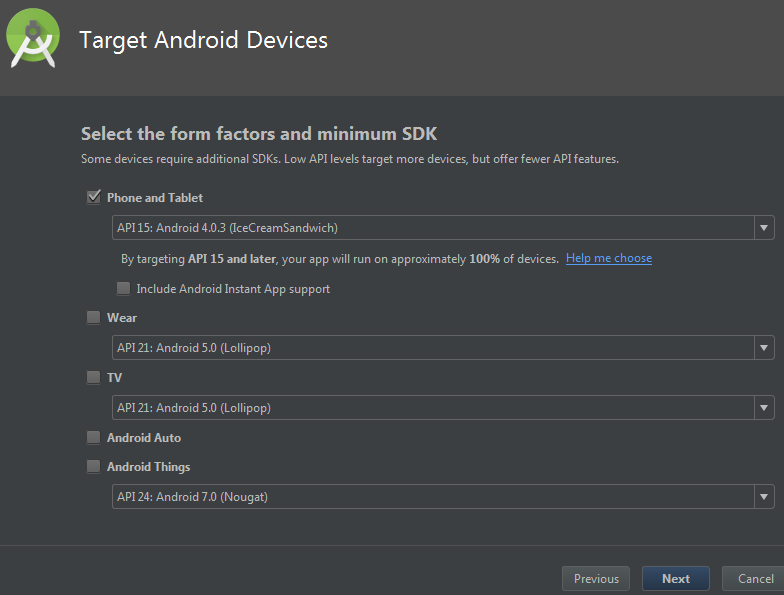 Target Android Devices
Select the form factors and minimum SDK
Some devices require additional SDKs. Low API levels target more devices, but offer fewer API features.
Phone and Tablet
API 15: Android 4.0.3 (IceCreamSandwich)
By targeting API 15 and later, your app will run on approximately 100% of devices. Help me choose
Include Android Instant App support
Wear
API 21: Android 5.0 (Lollipop)
TV
API 21: Android 5.0 (Lollipop)
Android Auto
Android Things
API 24: Android 7.0 (Nougat)
Previous Next Cancel